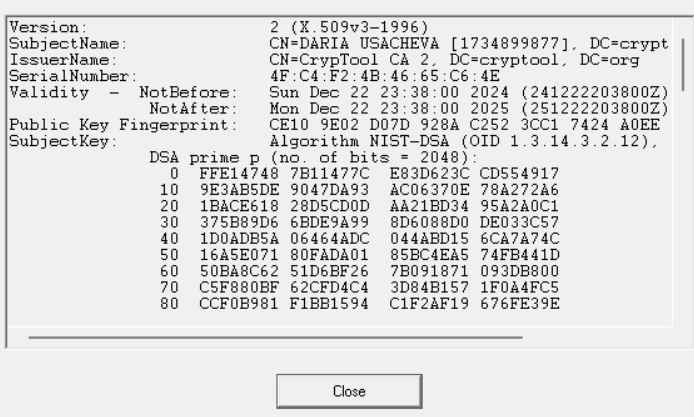 Version: 2 (X.509v3-1996)
SubjectName: CN=DARIA USACHEVA [1734899877], DC=crypt
IssuerName: CN=CrypTool CA 2, DC=cryptool, DC=org
SerialNumber: 4F:C4:F2:4B:46:65:C6:4E
Validity - NotBefore: Sun Dec 22 23:38:00 2024 (241222203800Z)
NotAfter: Mon Dec 22 23:38:00 2025 (251222203800Z)
Public Key Fingerprint: CE10 9E02 D07D 928A C252 3CC1 7424 A0EE
SubjectKey: Algorithm NIST-DSA (OID 1.3.14.3.2.12),
DSA prime p (no. of bits = 2048):
0 FFE14748 7B11477C E83D623C CD554917
10 9E3AB5DE 9047DA93 AC06370E 78A272A6
20 1BACE618 28D5CD0D AA21BD34 95A2A0C1
30 375B89D6 6BDE9A99 8D6088D0 DE033C57
40 1D0ADB5A 06464ADC 044ABD15 6CA7A74C
50 16A5E071 80FADA01 85BC4EA5 74FB441D
60 50BA8C62 51D6BF26 7B091871 093DB800
70 C5F880BF 62CFD4C4 3D84B157 1F0A4FC5
80 CCF0B981 F1BB1594 C1F2AF19 676FE39E
Close